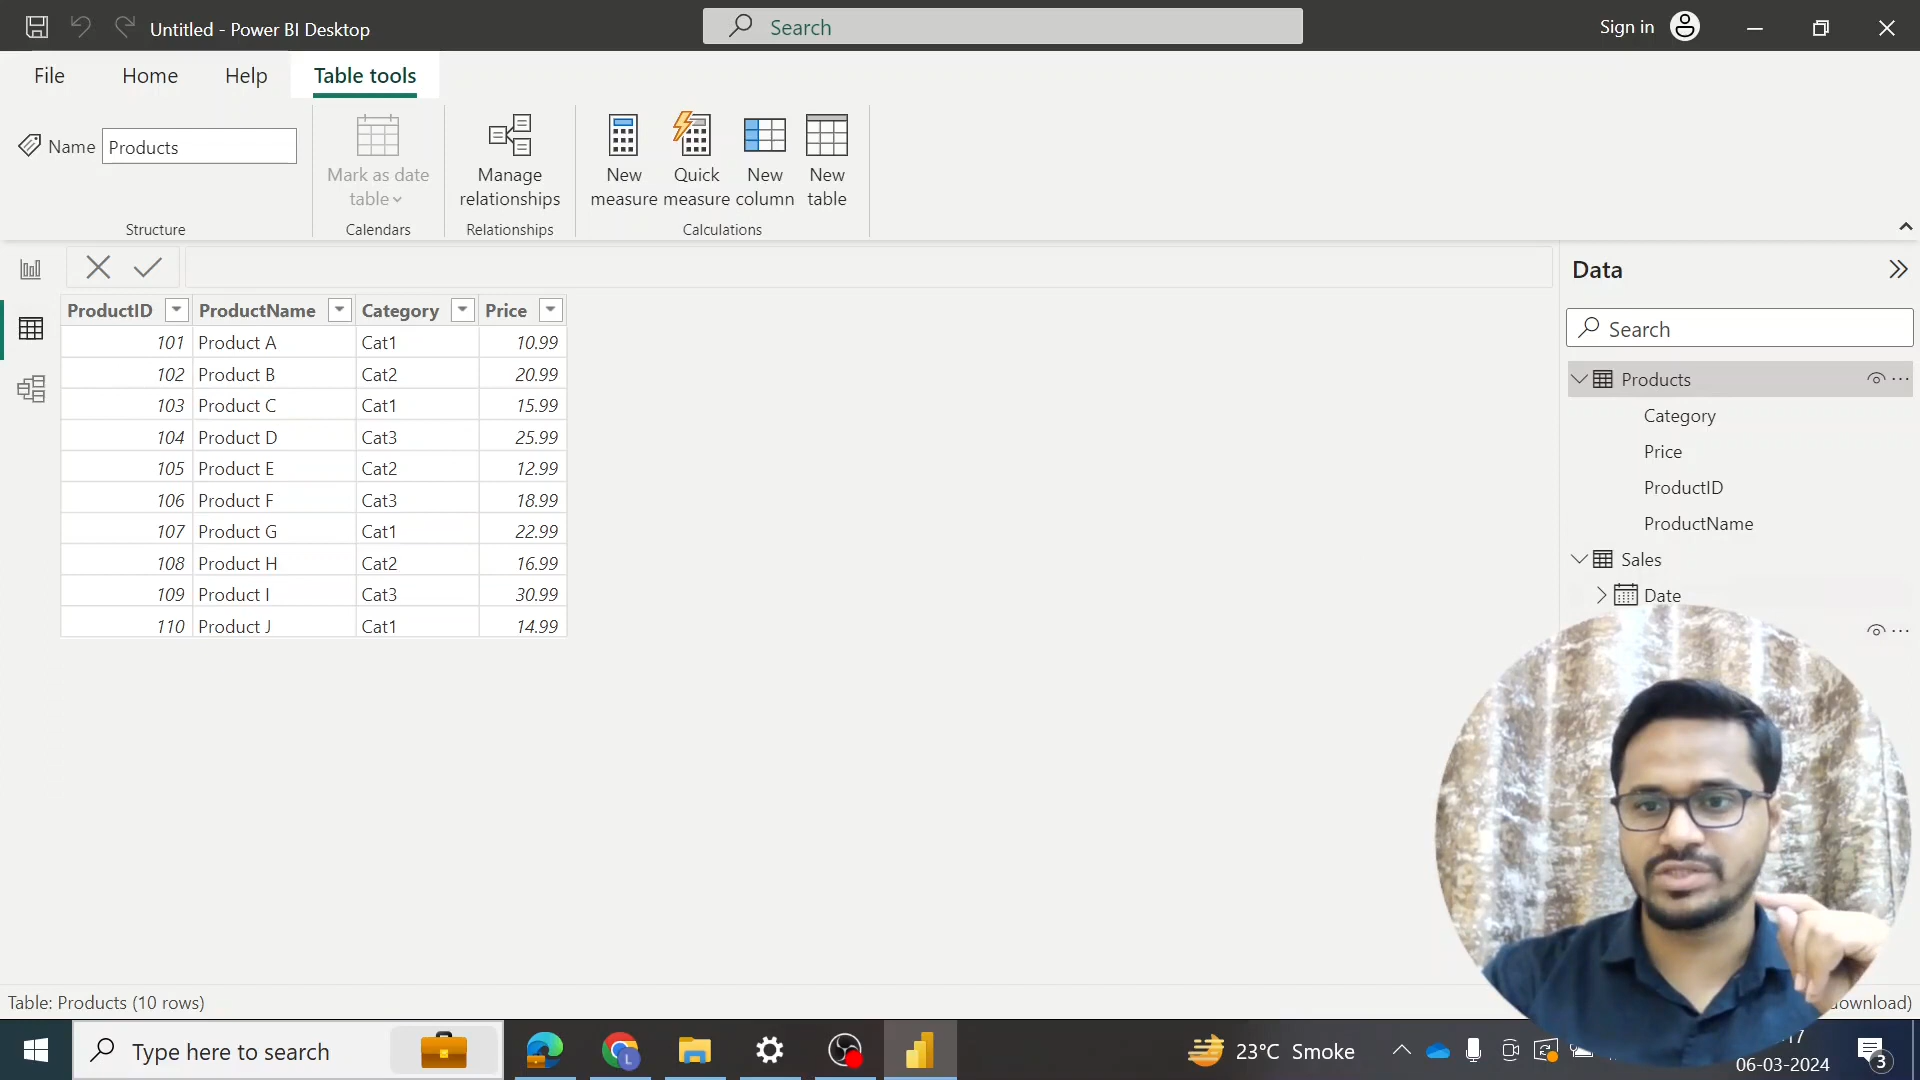 Untitled - Power BI Desktop
Search
Sign in
File Home Help Table tools
Name Products
Mark as date table
Manage relationships
New measure
Quick measure
New column
New table
Structure Calendars Relationships Calculations
Data
Search
ProductID ProductName Category Price
101 Product A Cat1 10.99
102 Product B Cat2 20.99
103 Product C Cat1 15.99
104 Product D Cat3 25.99
105 Product E Cat2 12.99
106 Product F Cat3 18.99
107 Product G Cat1 22.99
108 Product H Cat2 16.99
109 Product I Cat3 30.99
110 Product J Cat1 14.99
Products
Category
Price
ProductID
ProductName
Sales
Date
Table: Products (10 rows)
download)
Type here to search
L
23°C Smoke
17
06-03-2024
3